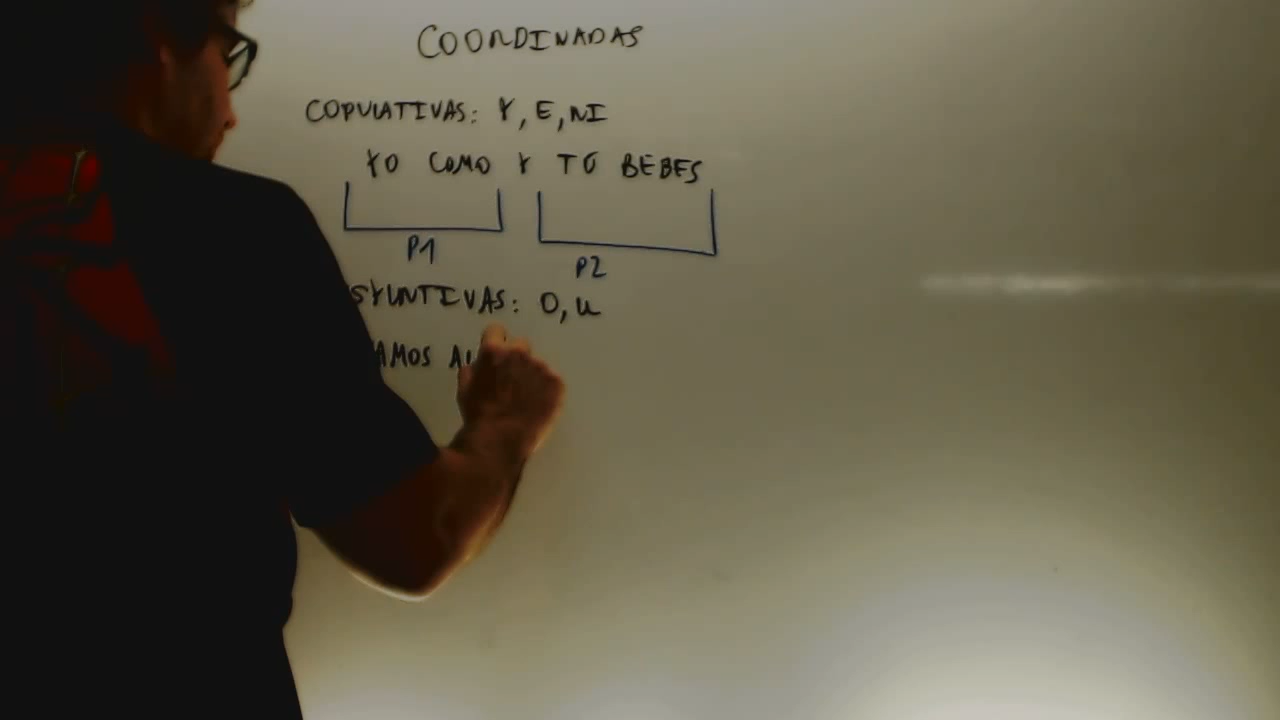 COORDINADAS
COPULATIVAS: Y, E, NI
YO COMO Y TÚ BEBES
P1 P2
SYUNTIVAS: O, U
AMOS